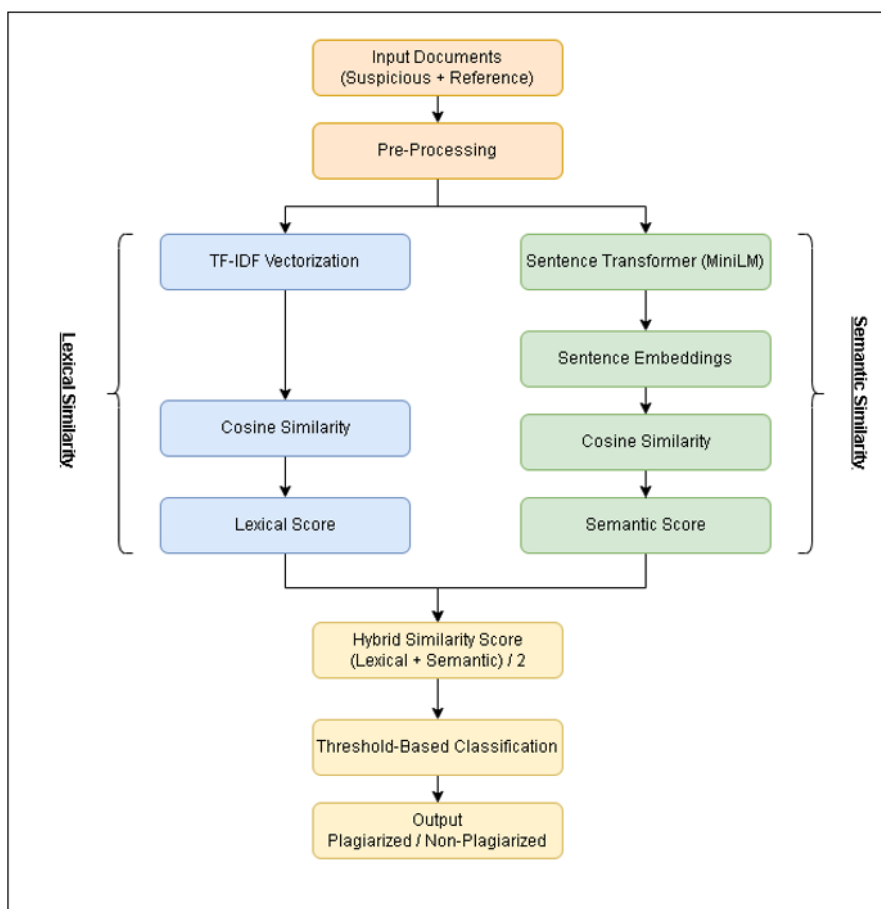 Input Documents
(Suspicious + Reference)
Pre-Processing
Lexical Similarity
TF-IDF Vectorization
Cosine Similarity
Lexical Score
Sentence Transformer (MiniLM)
Sentence Embeddings
Cosine Similarity
Semantic Score
Semantic Similarity
Hybrid Similarity Score
(Lexical + Semantic) / 2
Threshold-Based Classification
Output
Plagiarized / Non-Plagiarized